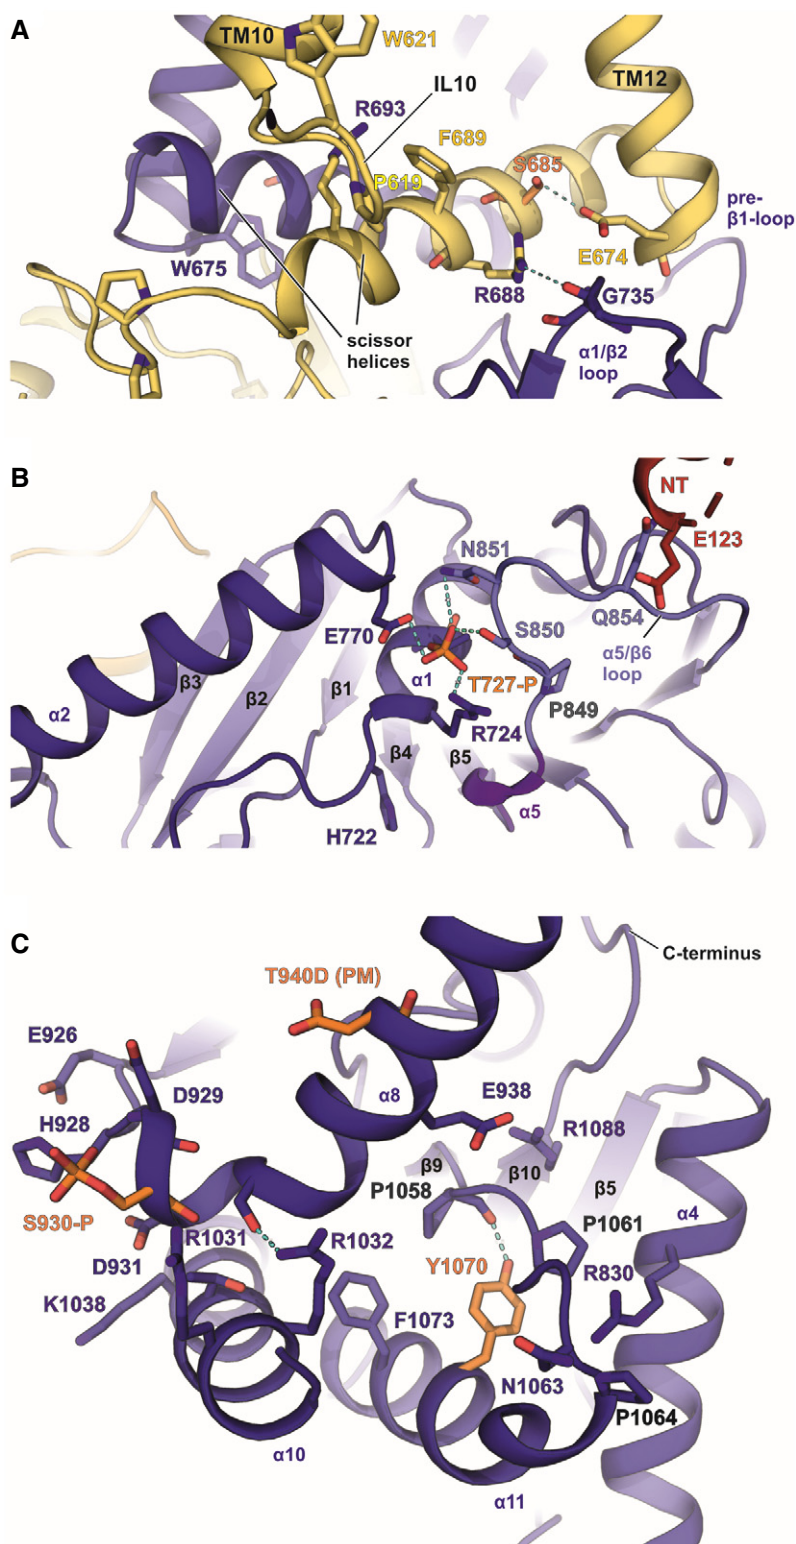 A
TM10
W621
IL10
R693
TM12
F689
S685
P619
pre-
β1-loop
W675
E674
R688
G735
scissor
helices
α1/β2
loop
B
NT
E123
N851
E770
S850
Q854
α5/β6
loop
β3
β2
β1
α1
T727-P
P849
α2
R724
β4
β5
α5
H722
C
C-terminus
T940D (PM)
E926
D929
α8
E938
H928
R1088
β9
β10
β5
P1058
S930-P
P1061
α4
R1031
R1032
Y1070
R830
D931
K1038
F1073
N1063
P1064
α10
α11